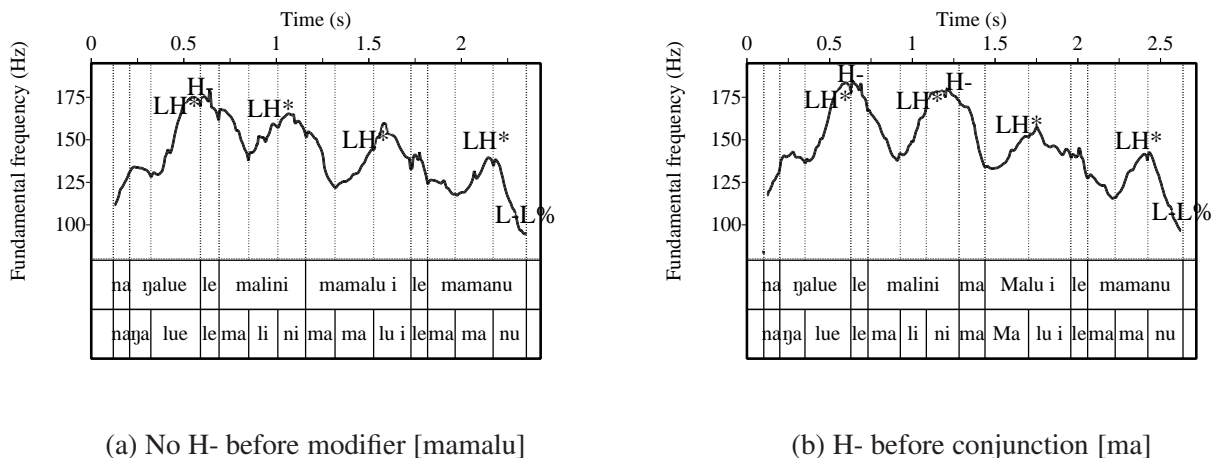 Time (s)
0 0.5 1 1.5 2
Fundamental frequency (Hz)
175
150
125
100
LH* H- LH* LH* LH* L-L%
na ŋalue le malini mamalu i le mamanu
na ŋa lue le ma li ni ma ma lu i le ma ma nu
(a) No H- before modifier [mamalu]
Time (s)
0 0.5 1 1.5 2 2.5
Fundamental frequency (Hz)
175
150
125
100
LH* H- LH* H- LH* LH* L-L%
na ŋalue le malini ma Malu i le mamanu
na ŋa lue le ma li ni ma Ma lu i le ma ma nu
(b) H- before conjunction [ma]